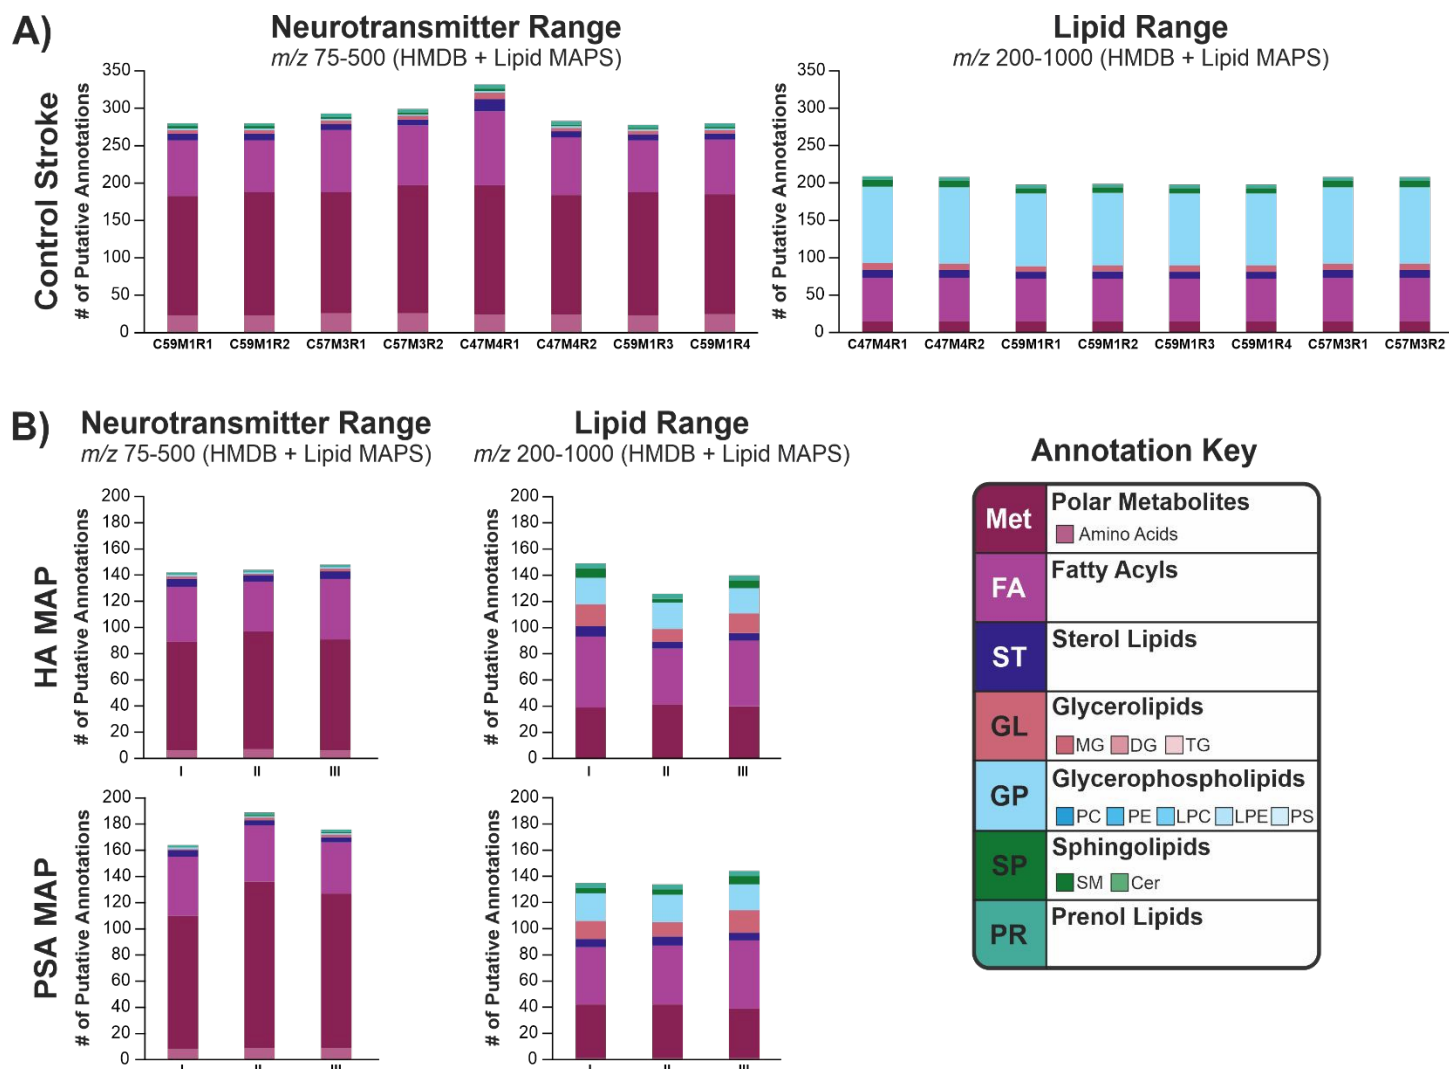 A)
Neurotransmitter Range
m/z 75-500 (HMDB + Lipid MAPS)
Lipid Range
m/z 200-1000 (HMDB + Lipid MAPS)
Control Stroke
# of Putative Annotations
350
300
250
200
150
100
50
0
C59M1R1 C59M1R2 C57M3R1 C57M3R2 C47M4R1 C47M4R2 C59M1R3 C59M1R4
# of Putative Annotations
350
300
250
200
150
100
50
0
C47M4R1 C47M4R2 C59M1R1 C59M1R2 C59M1R3 C59M1R4 C57M3R1 C57M3R2
B)
Neurotransmitter Range
m/z 75-500 (HMDB + Lipid MAPS)
Lipid Range
m/z 200-1000 (HMDB + Lipid MAPS)
HA MAP
# of Putative Annotations
200
180
160
140
120
100
80
60
40
20
0
I II III
# of Putative Annotations
200
180
160
140
120
100
80
60
40
20
0
I II III
PSA MAP
# of Putative Annotations
200
180
160
140
120
100
80
60
40
20
0
I II III
# of Putative Annotations
200
180
160
140
120
100
80
60
40
20
0
I II III
Annotation Key
Met Polar Metabolites
Amino Acids
FA Fatty Acyls
ST Sterol Lipids
GL Glycerolipids
MG DG TG
GP Glycerophospholipids
PC PE LPC LPE PS
SP Sphingolipids
SM Cer
PR Prenol Lipids